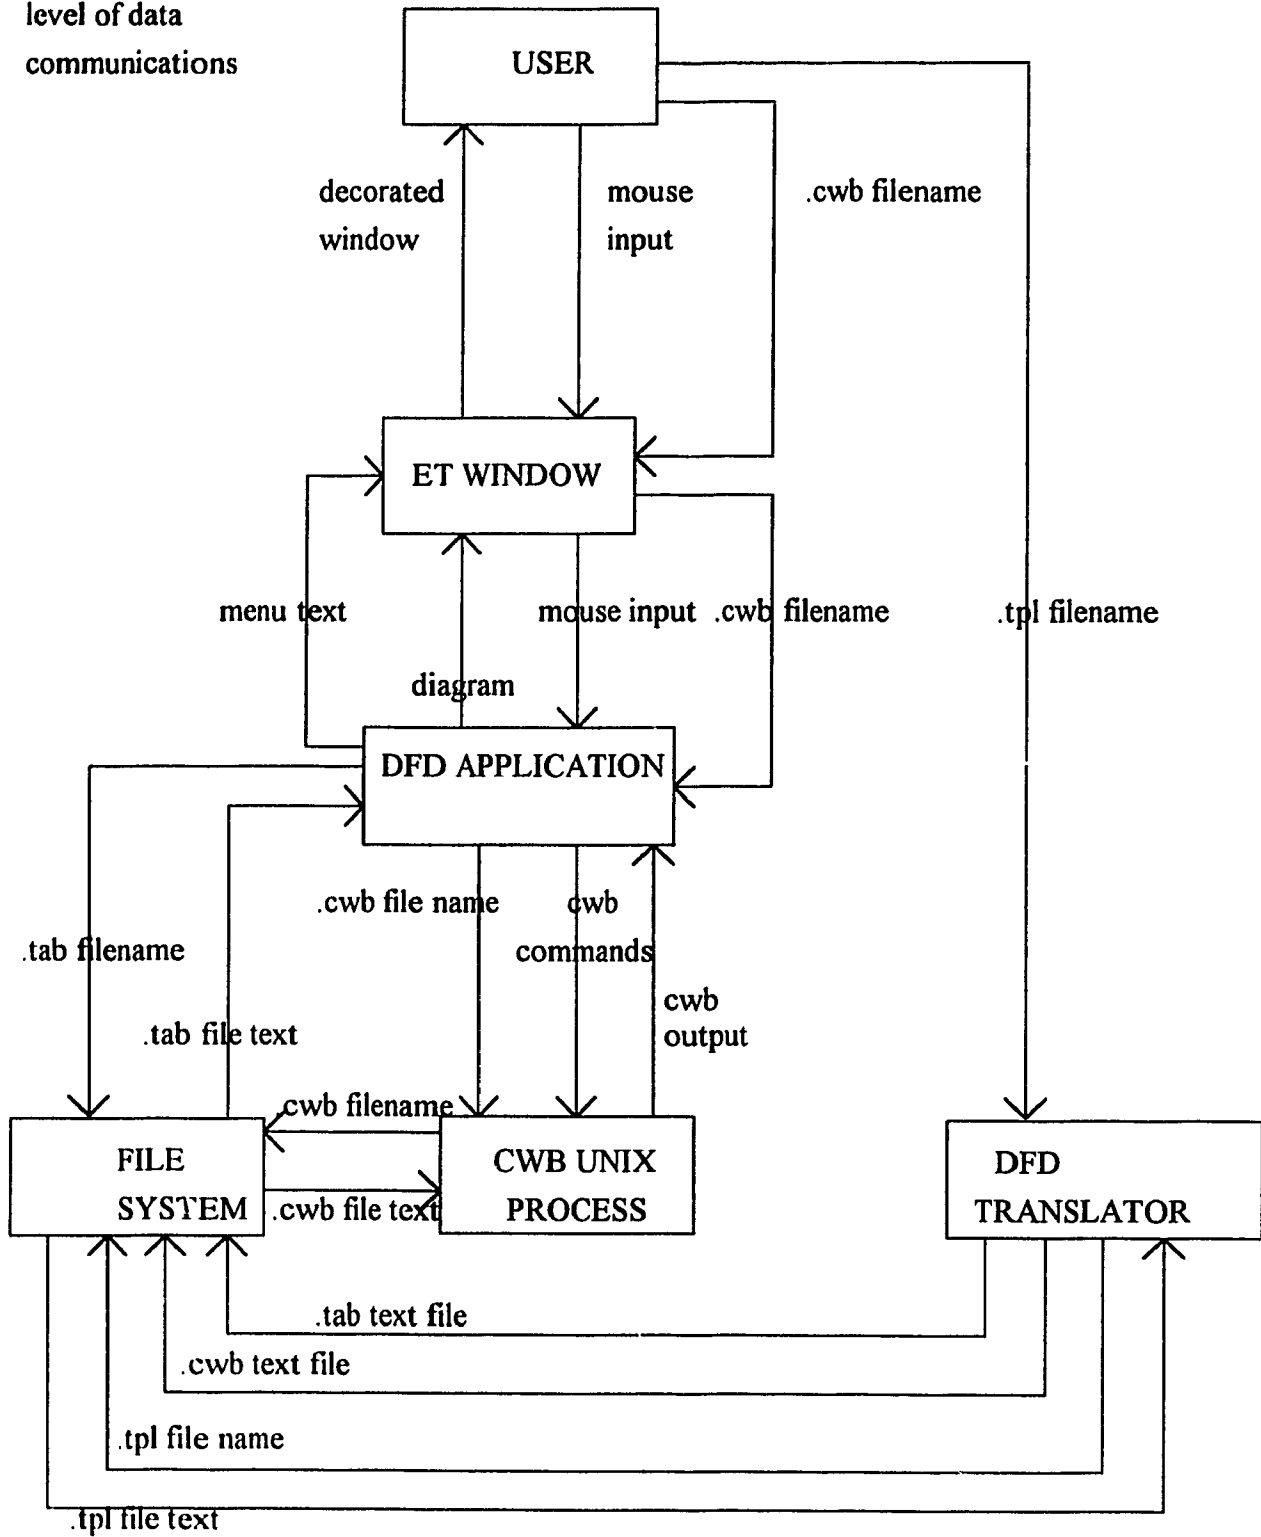 level of data
communications
USER
decorated
window
mouse
input
.cwb filename
ET WINDOW
menu text
mouse input
.cwb filename
.tpl filename
diagram
DFD APPLICATION
.cwb file name
cwb
commands
.tab filename
cwb
output
.tab file text
.cwb filename
FILE
SYSTEM
.cwb file text
CWB UNIX
PROCESS
DFD
TRANSLATOR
.tab text file
.cwb text file
.tpl file name
.tpl file text